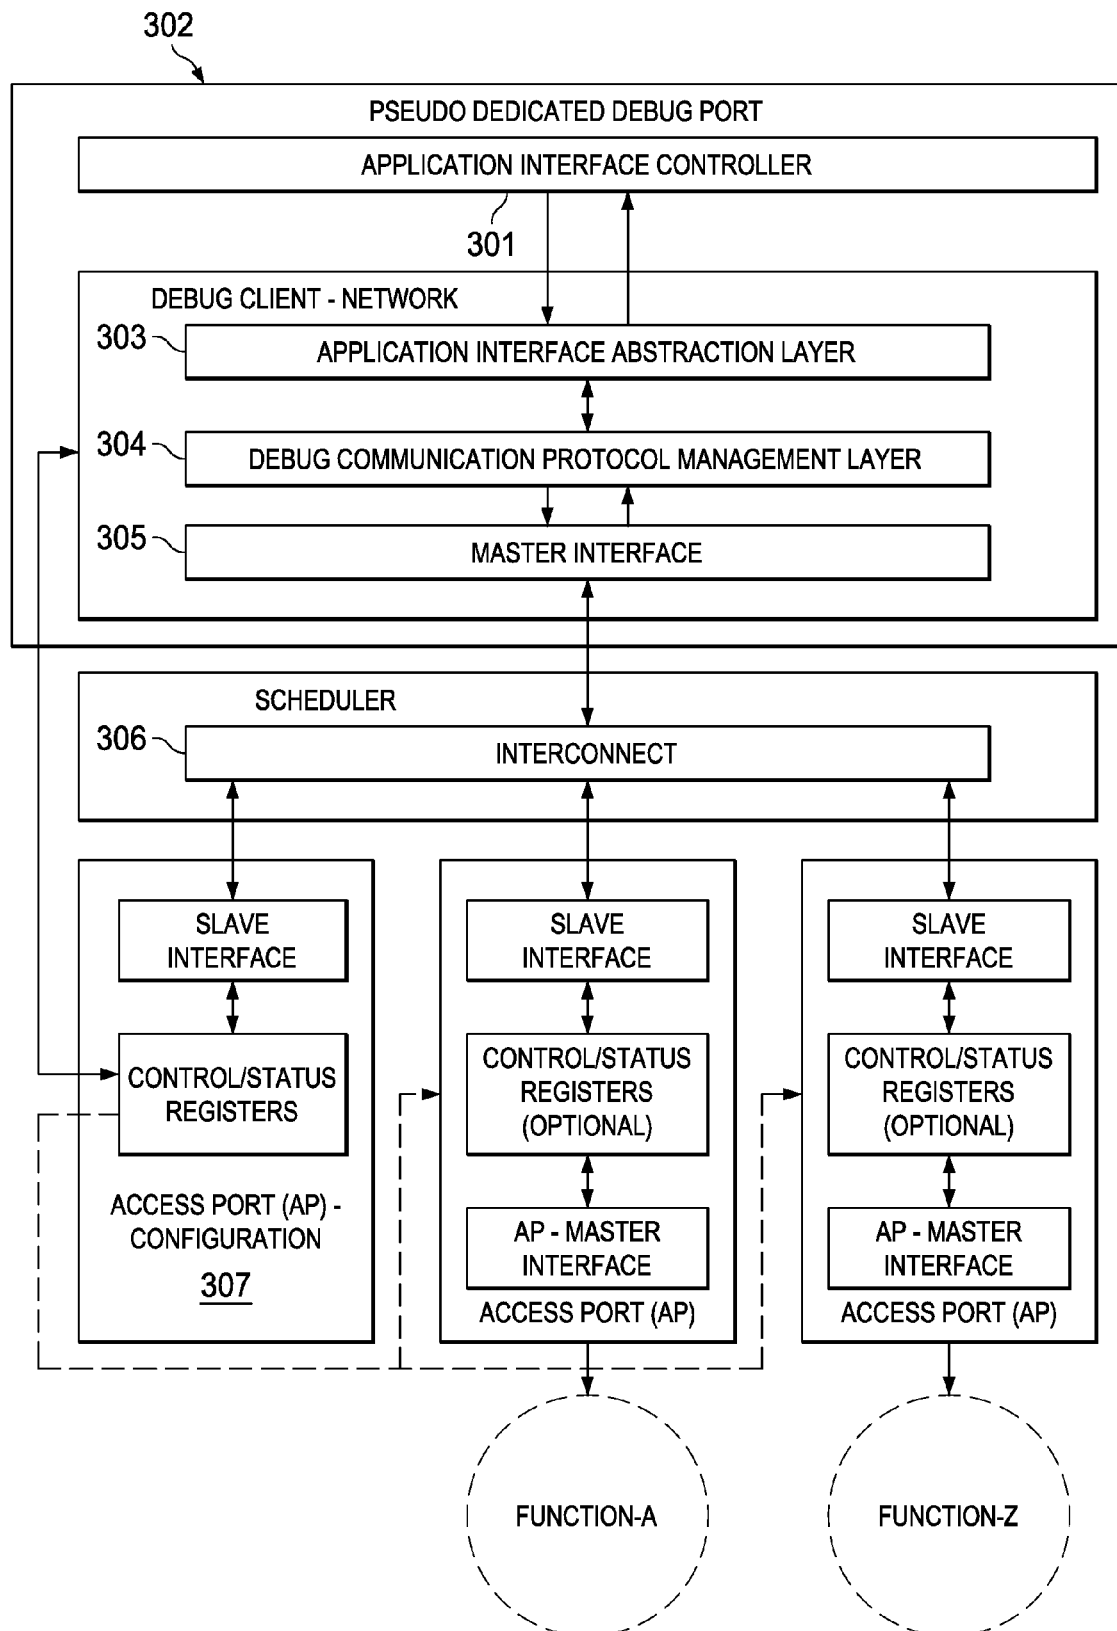 302
PSEUDO DEDICATED DEBUG PORT
APPLICATION INTERFACE CONTROLLER
301
DEBUG CLIENT - NETWORK
303
APPLICATION INTERFACE ABSTRACTION LAYER
304
DEBUG COMMUNICATION PROTOCOL MANAGEMENT LAYER
305
MASTER INTERFACE
SCHEDULER
306
INTERCONNECT
SLAVE
INTERFACE
CONTROL/STATUS
REGISTERS
ACCESS PORT (AP) -
CONFIGURATION
307
SLAVE
INTERFACE
CONTROL/STATUS
REGISTERS
(OPTIONAL)
AP - MASTER
INTERFACE
ACCESS PORT (AP)
FUNCTION-A
SLAVE
INTERFACE
CONTROL/STATUS
REGISTERS
(OPTIONAL)
AP - MASTER
INTERFACE
ACCESS PORT (AP)
FUNCTION-Z